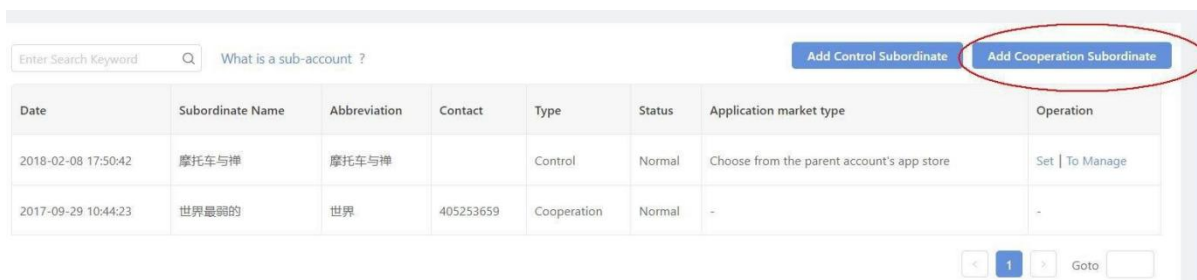 Enter Search Keyword What is a sub-account ? Add Control Subordinate Add Cooperation Subordinate
Date Subordinate Name Abbreviation Contact Type Status Application market type Operation
2018-02-08 17:50:42 摩托车与禅 摩托车与禅 Control Normal Choose from the parent account's app store Set | To Manage
2017-09-29 10:44:23 世界最弱的 世界 405253659 Cooperation Normal - -
< 1 > Goto